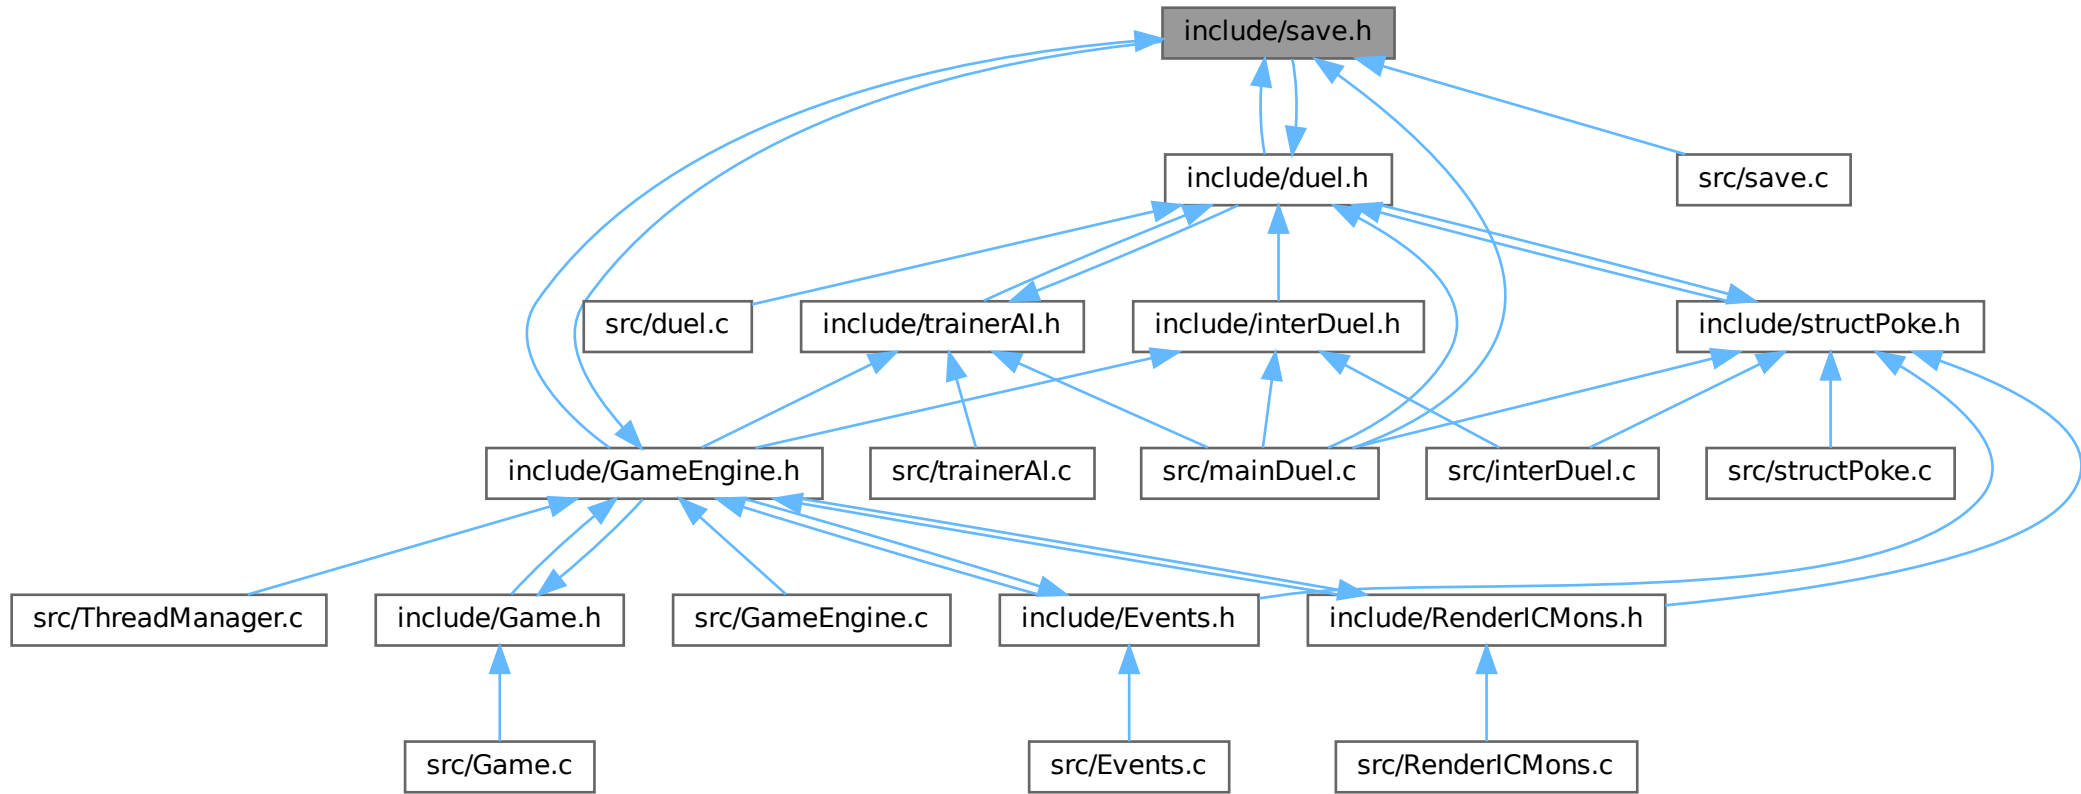 include/save.h
include/duel.h
src/save.c
src/duel.c
include/trainerAI.h
include/interDuel.h
include/structPoke.h
include/GameEngine.h
src/trainerAI.c
src/mainDuel.c
src/interDuel.c
src/structPoke.c
src/ThreadManager.c
include/Game.h
src/GameEngine.c
include/Events.h
include/RenderICMons.h
src/Game.c
src/Events.c
src/RenderICMons.c